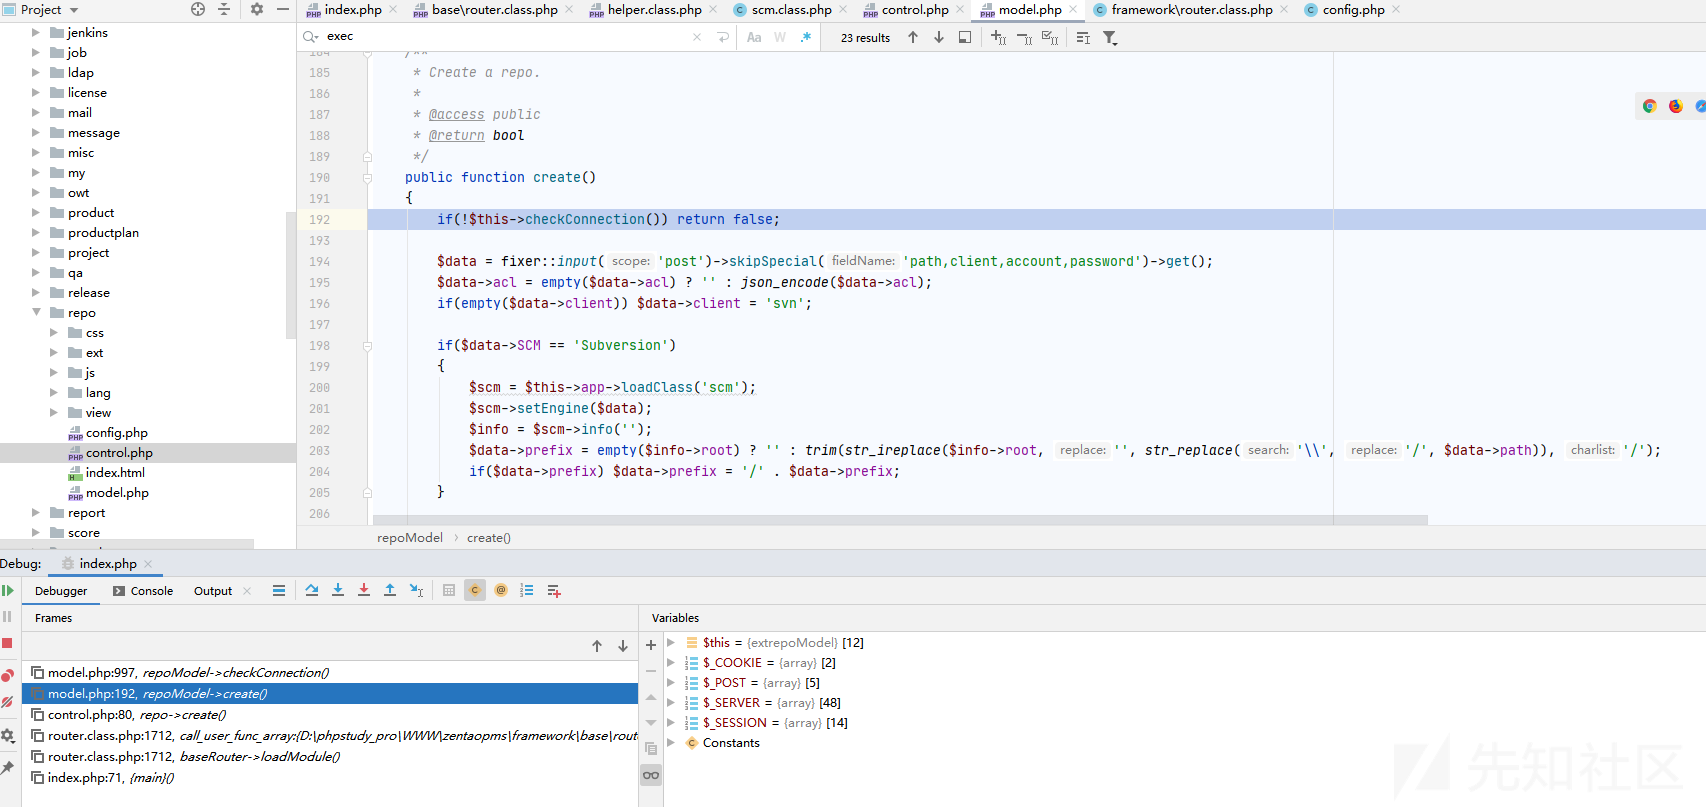 Project
index.php
base\router.class.php
helper.class.php
scm.class.php
control.php
model.php
framework\router.class.php
config.php
exec
Aa
W
.*
23 results
jenkins
job
ldap
license
mail
message
misc
my
owt
product
productplan
project
qa
release
repo
css
ext
js
lang
view
config.php
control.php
index.html
model.php
report
score
184 /**
185 * Create a repo.
186 *
187 * @access public
188 * @return bool
189 */
190 public function create()
191 {
192 if(!$this->checkConnection()) return false;
193
194 $data = fixer::input( scope: 'post')->skipSpecial( fieldName: 'path,client,account,password')->get();
195 $data->acl = empty($data->acl) ? '' : json_encode($data->acl);
196 if(empty($data->client)) $data->client = 'svn';
197
198 if($data->SCM == 'Subversion')
199 {
200 $scm = $this->app->loadClass('scm');
201 $scm->setEngine($data);
202 $info = $scm->info('');
203 $data->prefix = empty($info->root) ? '' : trim(str_ireplace($info->root, replace: '', str_replace( search: '\\', replace: '/', $data->path)), charlist: '/');
204 if($data->prefix) $data->prefix = '/' . $data->prefix;
205 }
206
repoModel › create()
Debug: index.php
Debugger Console Output
Frames
model.php:997, repoModel->checkConnection()
model.php:192, repoModel->create()
control.php:80, repo->create()
router.class.php:1712, call_user_func_array:{D:\phpstudy_pro\WWW\zentaopms\framework\base\rout
router.class.php:1712, baseRouter->loadModule()
index.php:71, {main}()
Variables
$this = {extrepoModel} [12]
$_COOKIE = {array} [2]
$_POST = {array} [5]
$_SERVER = {array} [48]
$_SESSION = {array} [14]
Constants
先知社区